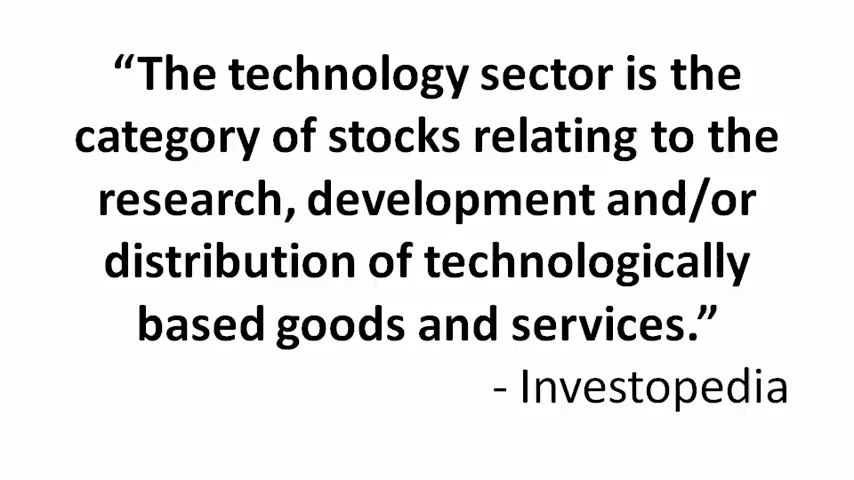 “The technology sector is the
category of stocks relating to the
research, development and/or
distribution of technologically
based goods and services.”
- Investopedia